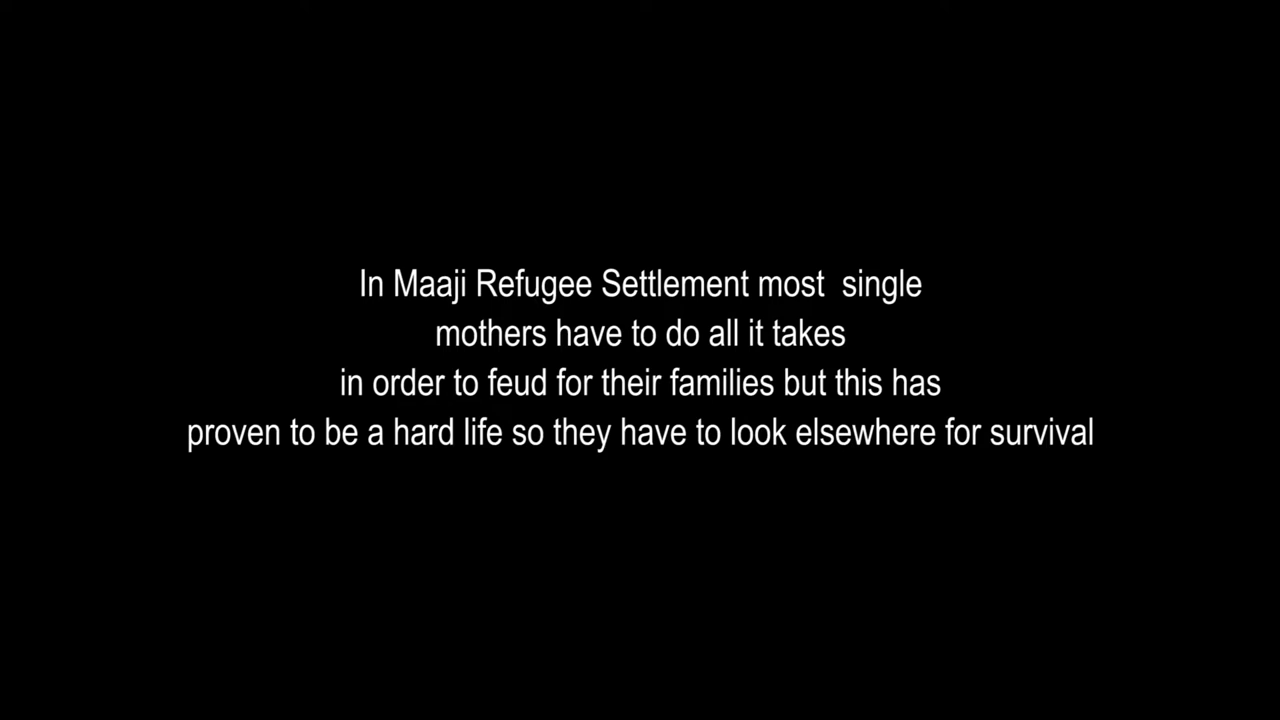 In Maaji Refugee Settlement most  single
mothers have to do all it takes
in order to feud for their families but this has
proven to be a hard life so they have to look elsewhere for survival